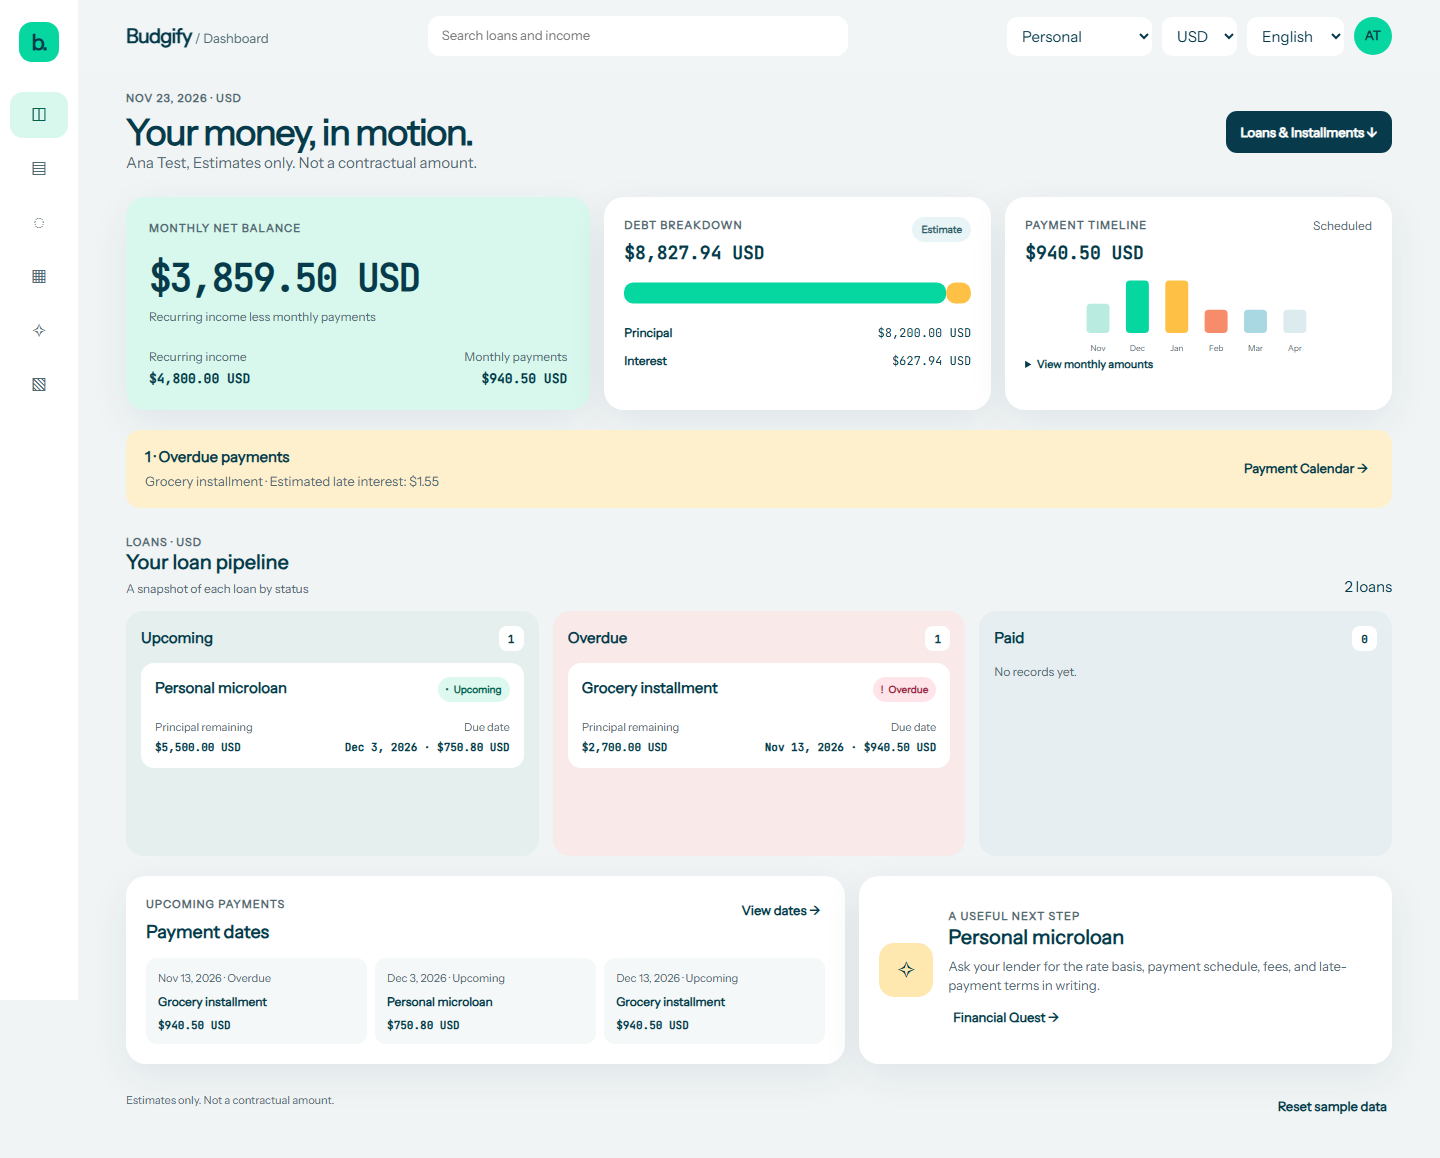 b.
Budgify / Dashboard
Search loans and income
Personal
USD
English
AT
NOV 23, 2026 · USD
Your money, in motion.
Ana Test, Estimates only. Not a contractual amount.
Loans & Installments ↓
MONTHLY NET BALANCE
$3,859.50 USD
Recurring income less monthly payments
Recurring income
$4,800.00 USD
Monthly payments
$940.50 USD
DEBT BREAKDOWN
Estimate
$8,827.94 USD
Principal
$8,200.00 USD
Interest
$627.94 USD
PAYMENT TIMELINE
Scheduled
$940.50 USD
Nov Dec Jan Feb Mar Apr
View monthly amounts
1 · Overdue payments
Grocery installment · Estimated late interest: $1.55
Payment Calendar →
LOANS · USD
Your loan pipeline
A snapshot of each loan by status
2 loans
Upcoming
1
Personal microloan
· Upcoming
Principal remaining
$5,500.00 USD
Due date
Dec 3, 2026 · $750.80 USD
Overdue
1
Grocery installment
! Overdue
Principal remaining
$2,700.00 USD
Due date
Nov 13, 2026 · $940.50 USD
Paid
0
No records yet.
UPCOMING PAYMENTS
Payment dates
View dates →
Nov 13, 2026 · Overdue
Grocery installment
$940.50 USD
Dec 3, 2026 · Upcoming
Personal microloan
$750.80 USD
Dec 13, 2026 · Upcoming
Grocery installment
$940.50 USD
A USEFUL NEXT STEP
Personal microloan
Ask your lender for the rate basis, payment schedule, fees, and late-
payment terms in writing.
Financial Quest →
Estimates only. Not a contractual amount.
Reset sample data